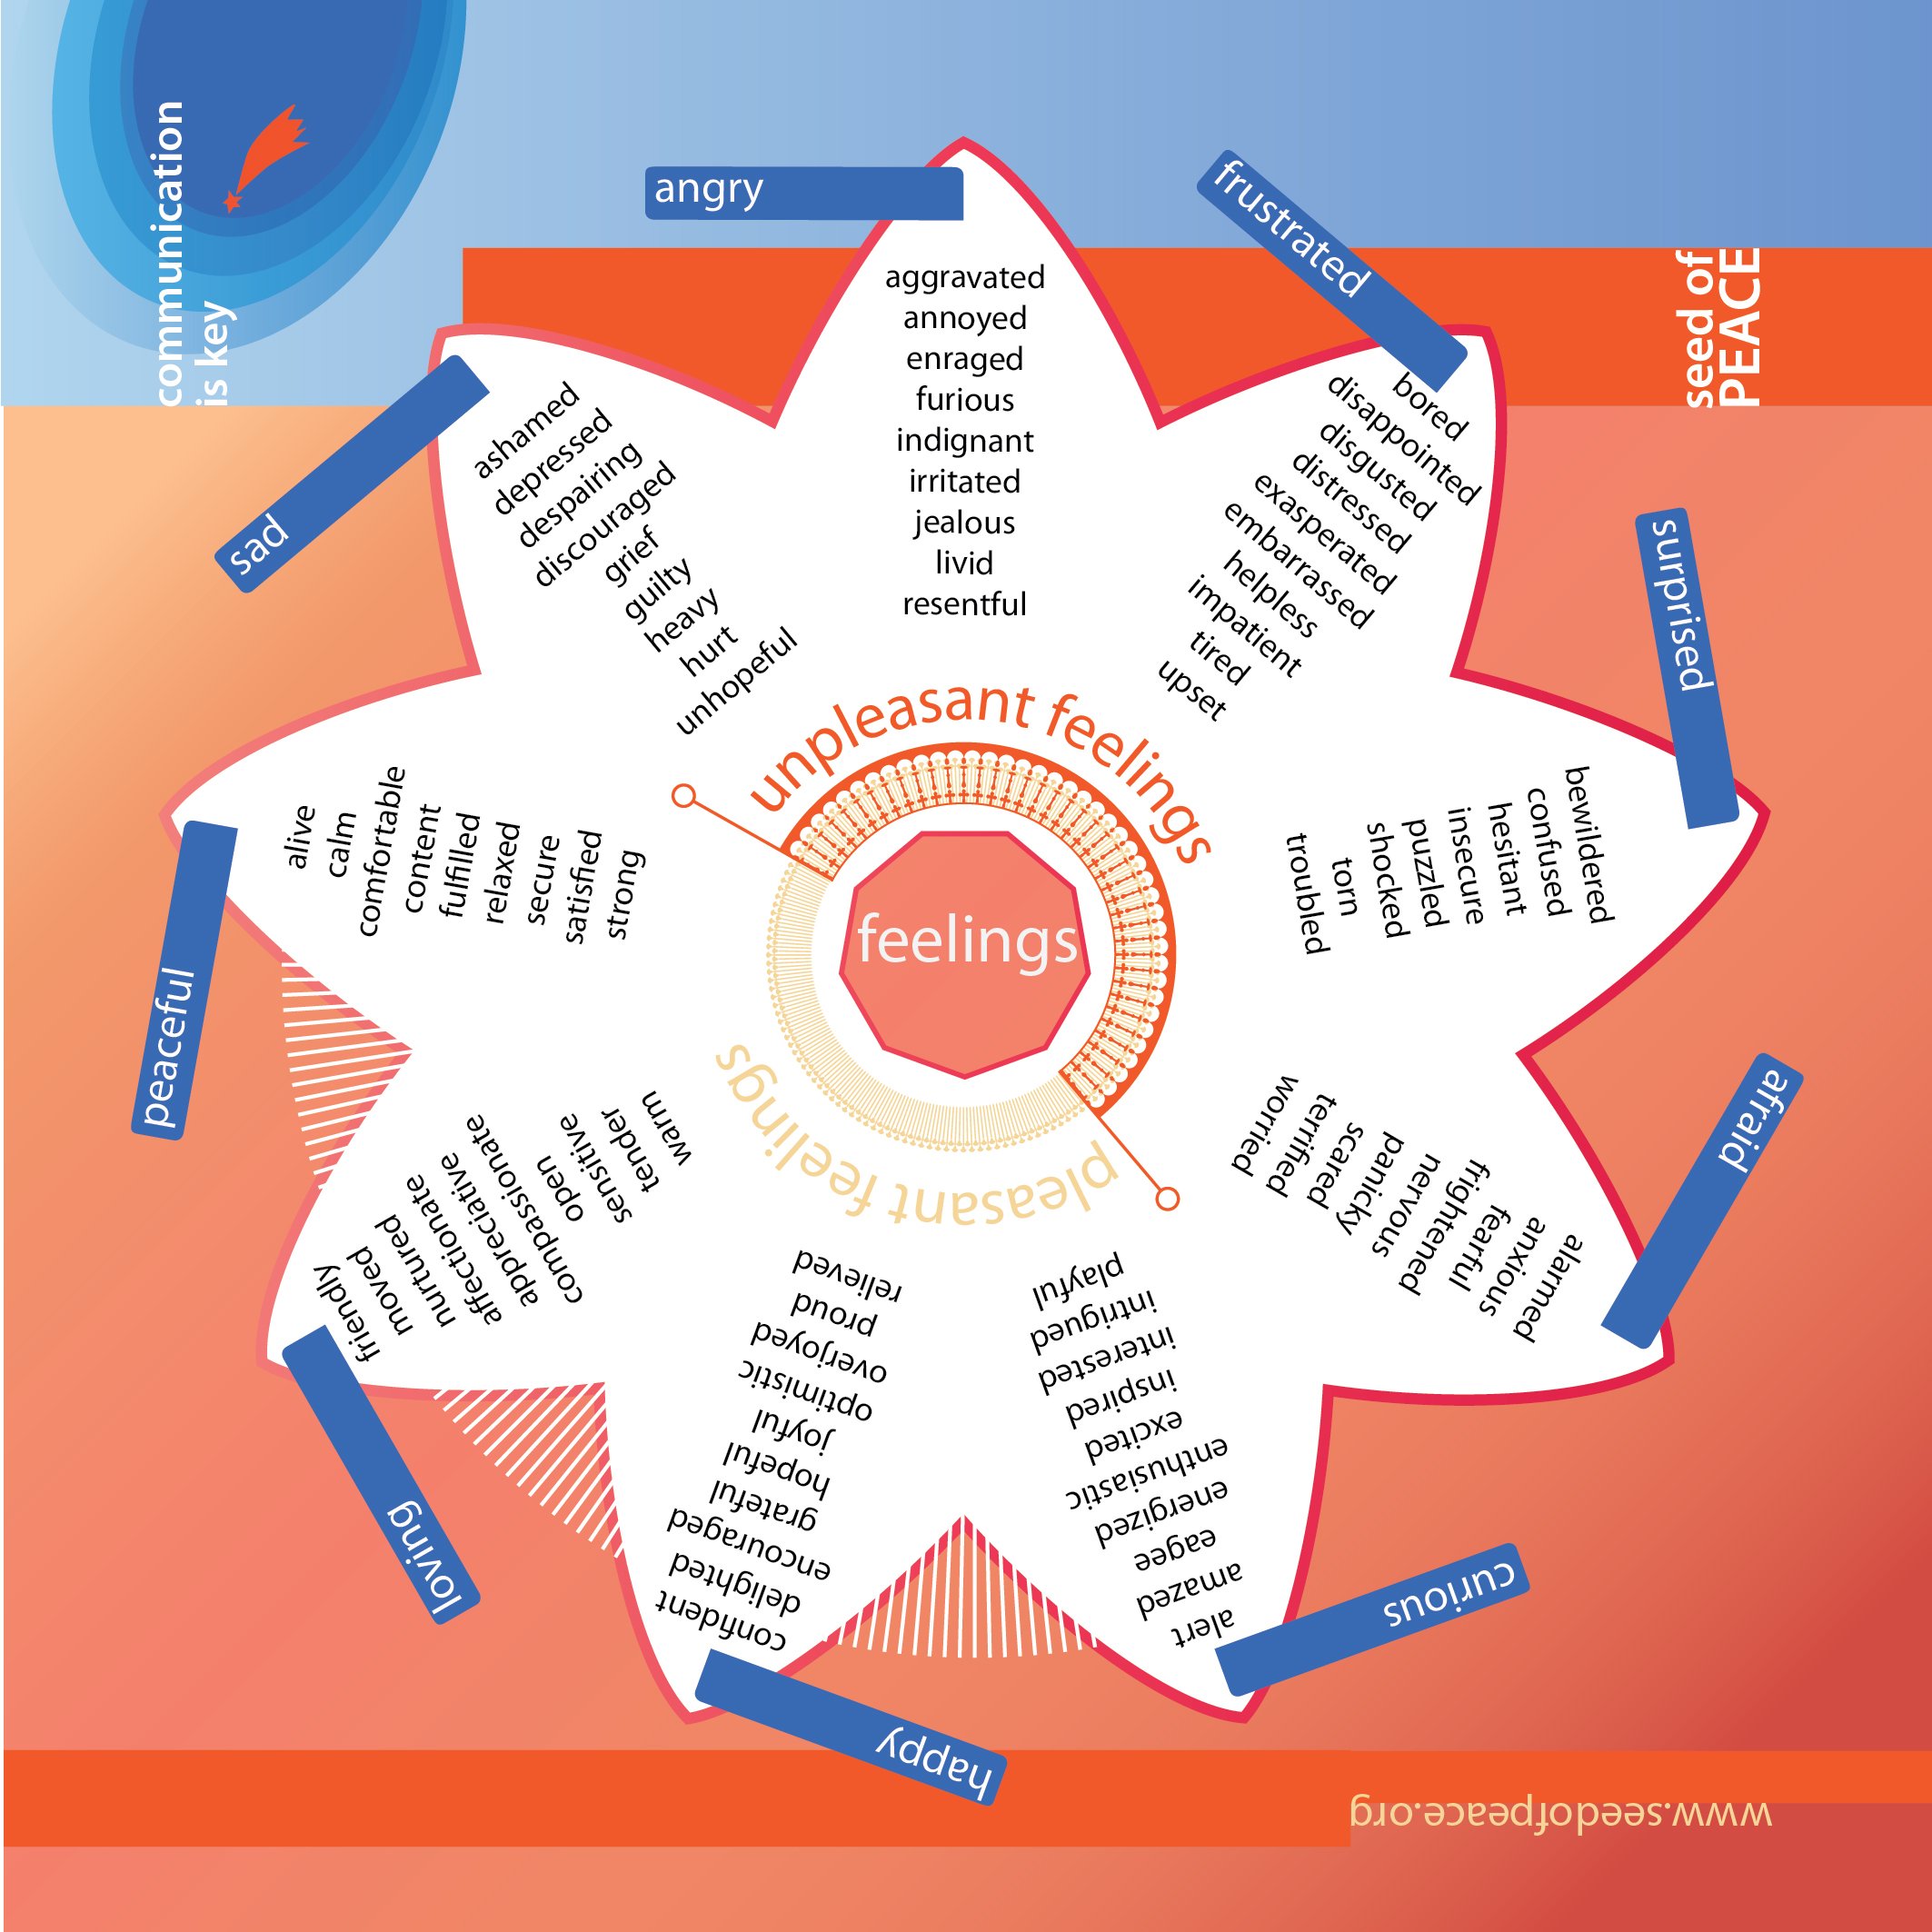 communication
is key
seed of
PEACE
angry
aggravated
annoyed
enraged
furious
indignant
irritated
jealous
livid
resentful
frustrated
bored
disappointed
disgusted
distressed
exasperated
embarrassed
helpless
impatient
tired
upset
surprised
bewildered
confused
hesitant
insecure
puzzled
shocked
torn
troubled
afraid
alarmed
anxious
fearful
frightened
nervous
panicky
scared
terrified
worried
curious
alert
amazed
eagee
energized
enthusiastic
excited
inspired
interested
intrigued
playful
happy
confident
delighted
encouraged
grateful
hopeful
joyful
optimistic
overjoyed
proud
relieved
loving
friendly
moved
nurtured
affectionate
appreciative
compassionate
open
sensitive
tender
warm
peaceful
alive
calm
comfortable
content
fulfilled
relaxed
secure
satisfied
strong
sad
ashamed
depressed
despairing
discouraged
grief
guilty
heavy
hurt
unhopeful
unpleasant feelings
feelings
pleasant feelings
www.seedofpeace.org